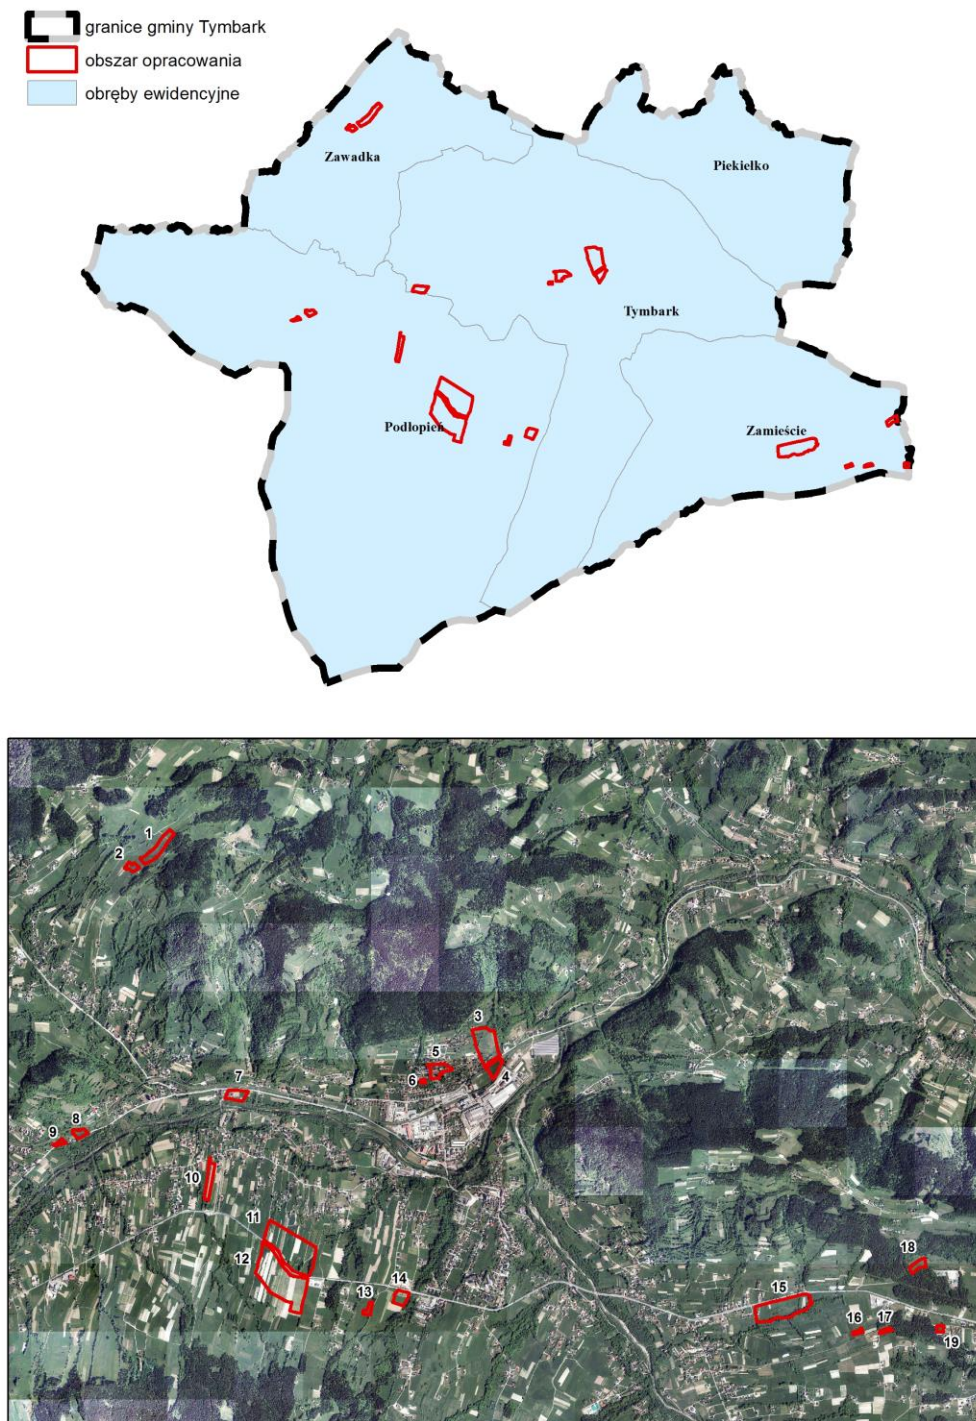 granice gminy Tymbark
obszar opracowania
obręby ewidencyjne
Zawadka
Piekiełko
Tymbark
Podłopień
Zamieście
1
2
3
5
4
6
7
8
9
10
11
12
18
13
14
15
16
17
19